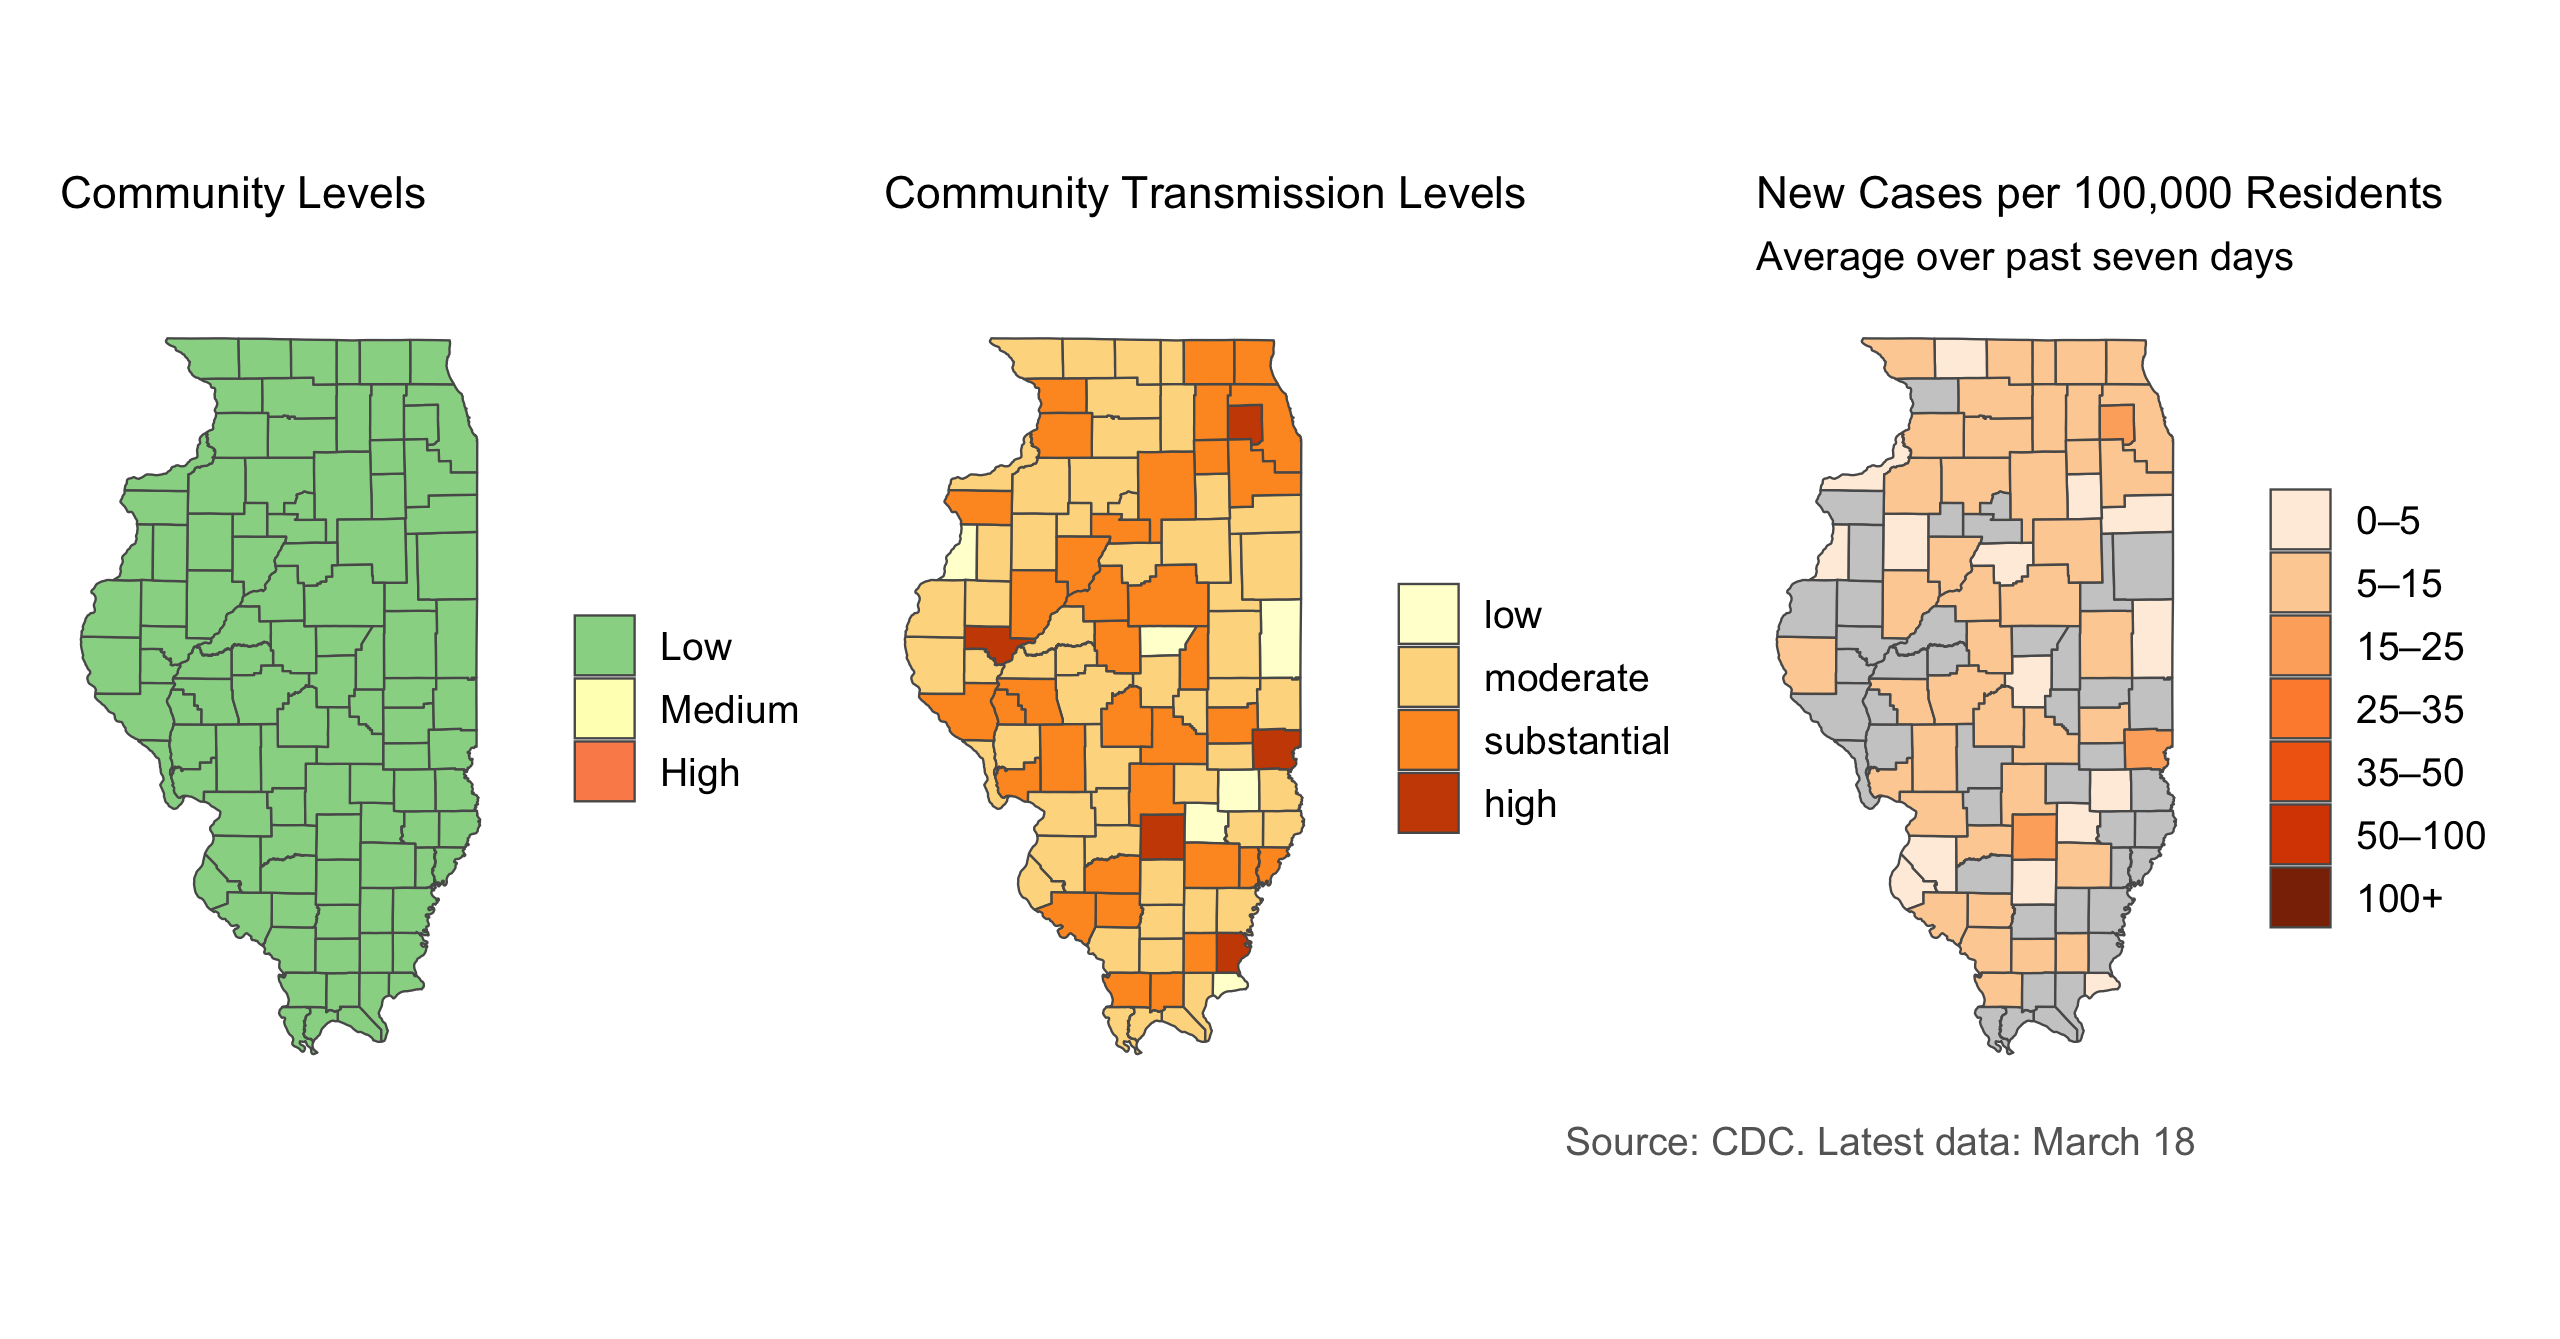 Community Levels
Low
Medium
High
Community Transmission Levels
low
moderate
substantial
high
New Cases per 100,000 Residents
Average over past seven days
0–5
5–15
15–25
25–35
35–50
50–100
100+
Source: CDC. Latest data: March 18